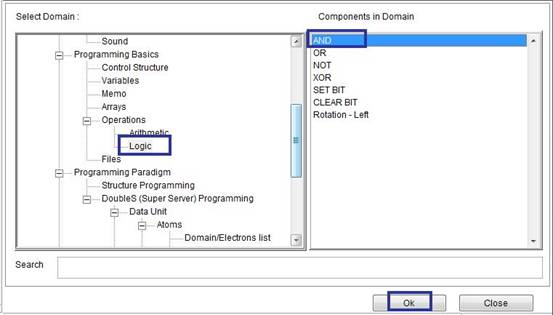 Select Domain :
Components in Domain
Sound
Programming Basics
Control Structure
Variables
Memo
Arrays
Operations
Arithmetic
Logic
Files
Programming Paradigm
Structure Programming
DoubleS (Super Server) Programming
Data Unit
Atoms
Domain/Electrons list
AND
OR
NOT
XOR
SET BIT
CLEAR BIT
Rotation - Left
Search
Ok
Close